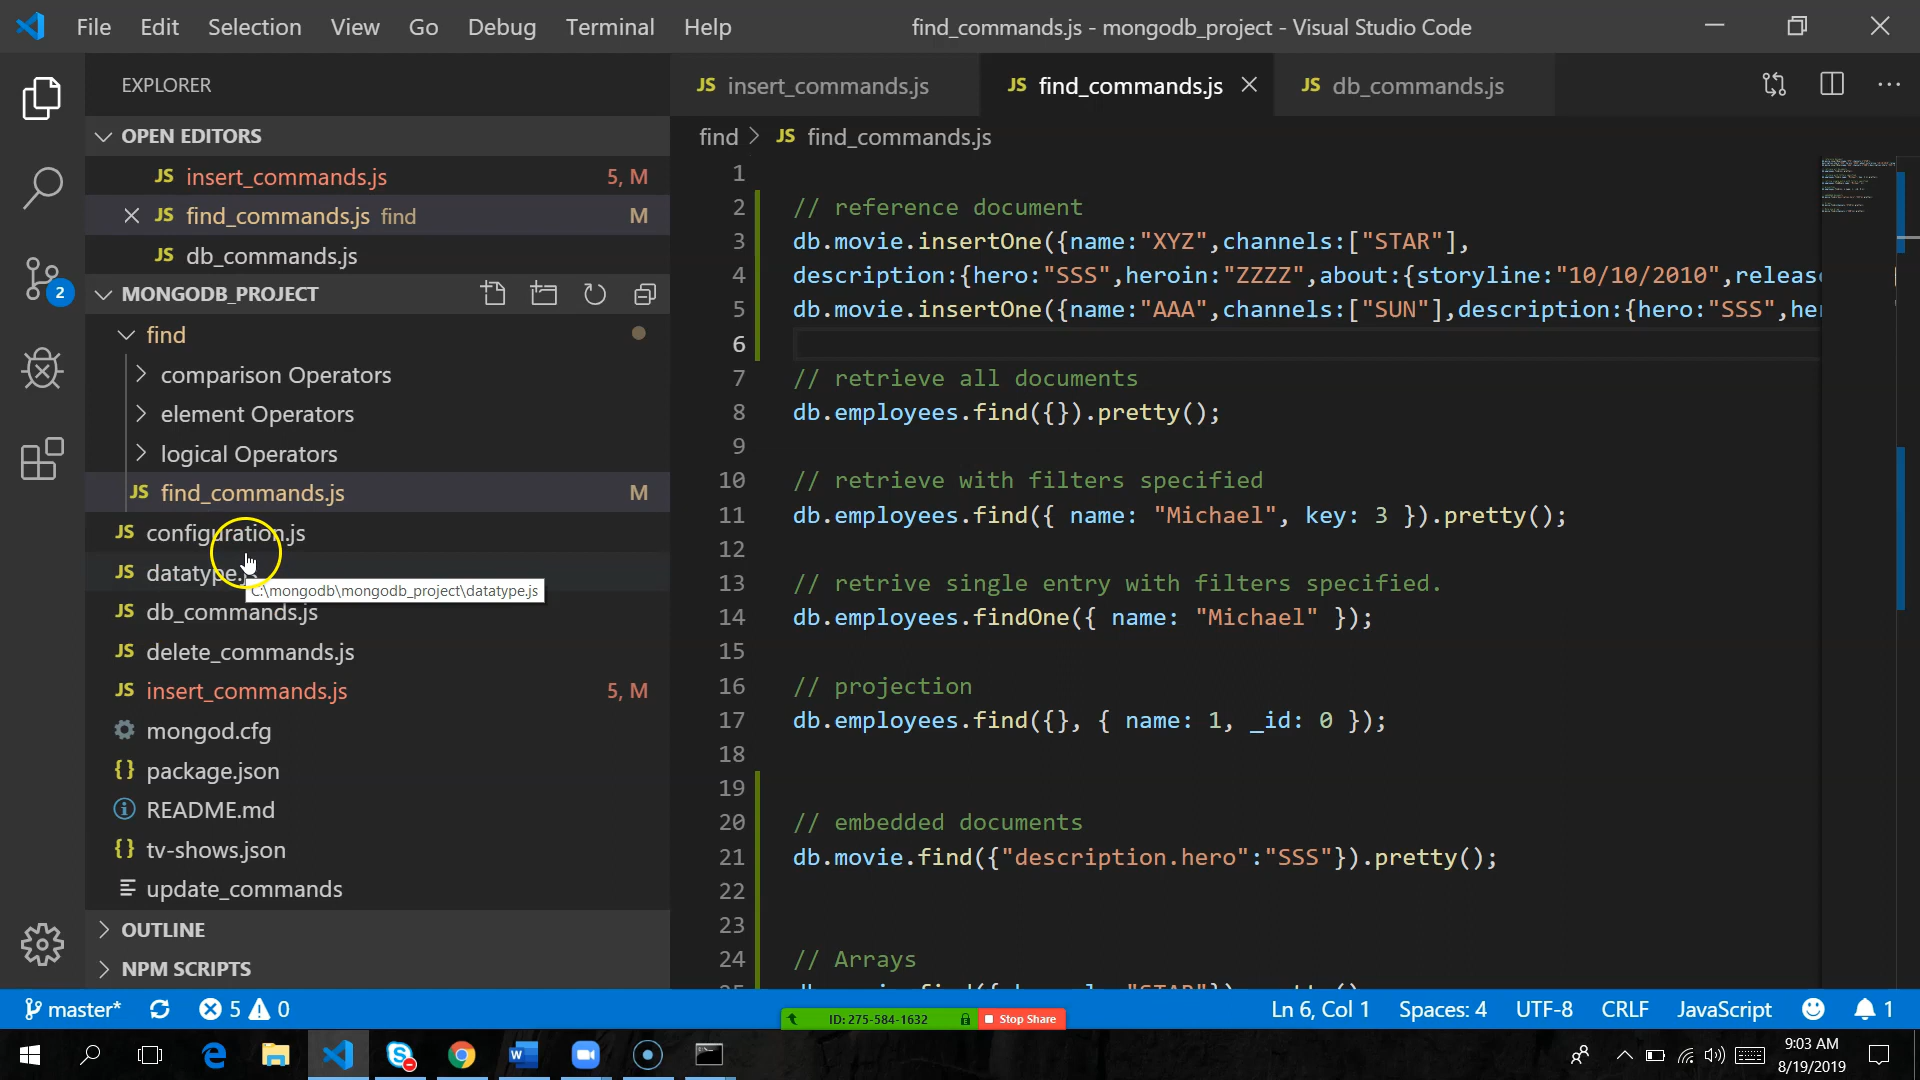 File Edit Selection View Go Debug Terminal Help find_commands.js - mongodb_project - Visual Studio Code
EXPLORER
OPEN EDITORS
JS insert_commands.js 5, M
JS find_commands.js find M
JS db_commands.js
MONGODB_PROJECT
find
comparison Operators
element Operators
logical Operators
JS find_commands.js M
JS configuration.js
JS datatype.js
C:\mongodb\mongodb_project\datatype.js
JS db_commands.js
JS delete_commands.js
JS insert_commands.js 5, M
mongod.cfg
{} package.json
README.md
{} tv-shows.json
update_commands
OUTLINE
NPM SCRIPTS
2
JS insert_commands.js JS find_commands.js JS db_commands.js
find > JS find_commands.js
1
2 // reference document
3 db.movie.insertOne({name:"XYZ",channels:["STAR"],
4 description:{hero:"SSS",heroin:"ZZZZ",about:{storyline:"10/10/2010",releas
5 db.movie.insertOne({name:"AAA",channels:["SUN"],description:{hero:"SSS",he
6
7 // retrieve all documents
8 db.employees.find({}).pretty();
9
10 // retrieve with filters specified
11 db.employees.find({ name: "Michael", key: 3 }).pretty();
12
13 // retrive single entry with filters specified.
14 db.employees.findOne({ name: "Michael" });
15
16 // projection
17 db.employees.find({}, { name: 1, _id: 0 });
18
19
20 // embedded documents
21 db.movie.find({"description.hero":"SSS"}).pretty();
22
23
24 // Arrays
master* 5 0 Ln 6, Col 1 Spaces: 4 UTF-8 CRLF JavaScript 1
ID: 275-584-1632 Stop Share
9:03 AM
8/19/2019